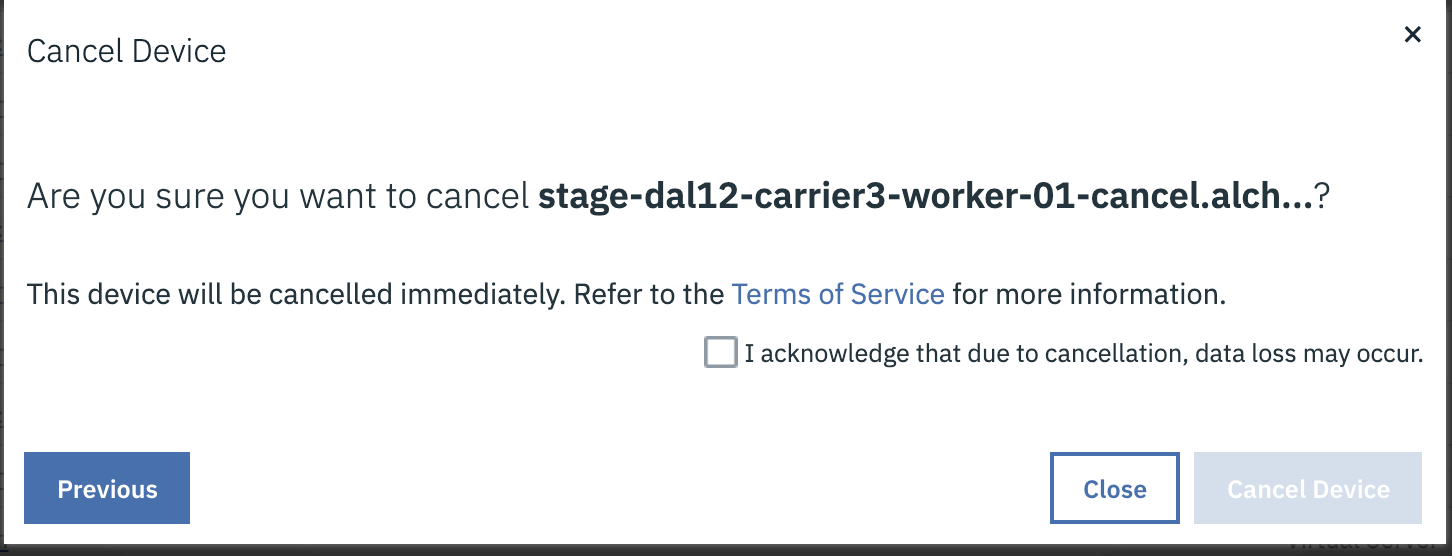 Cancel Device
×
Are you sure you want to cancel stage-dal12-carrier3-worker-01-cancel.alch...?
This device will be cancelled immediately. Refer to the Terms of Service for more information.
I acknowledge that due to cancellation, data loss may occur.
Previous
Close
Cancel Device